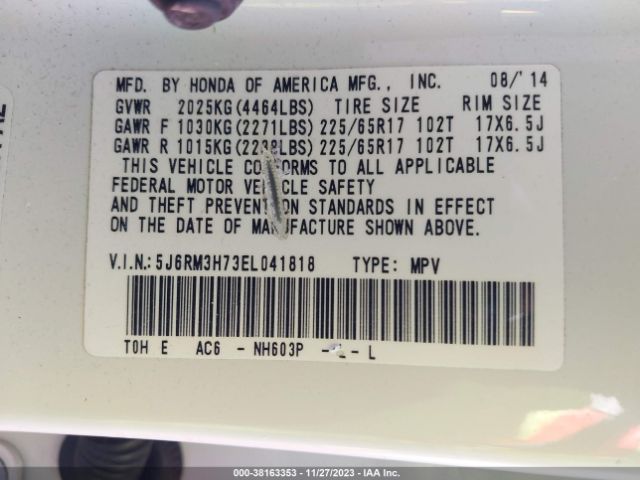 MFD. BY HONDA OF AMERICA MFG., INC. 08/'14
GVWR 2025KG(4464LBS) TIRE SIZE RIM SIZE
GAWR F 1030KG(2271LBS) 225/65R17 102T 17X6.5J
GAWR R 1015KG 225/65R17 102T 17X6.5J
THIS VEHICLE CONFORMS TO ALL APPLICABLE
FEDERAL MOTOR VEHICLE SAFETY
AND THEFT PREVENTION STANDARDS IN EFFECT
ON THE DATE OF MANUFACTURE SHOWN ABOVE.
V.I.N.: 5J6RM3H73EL041818 TYPE: MPV
TOH E AC6 - NH603P - - L
000-38163353 - 11/27/2023 - IAA Inc.